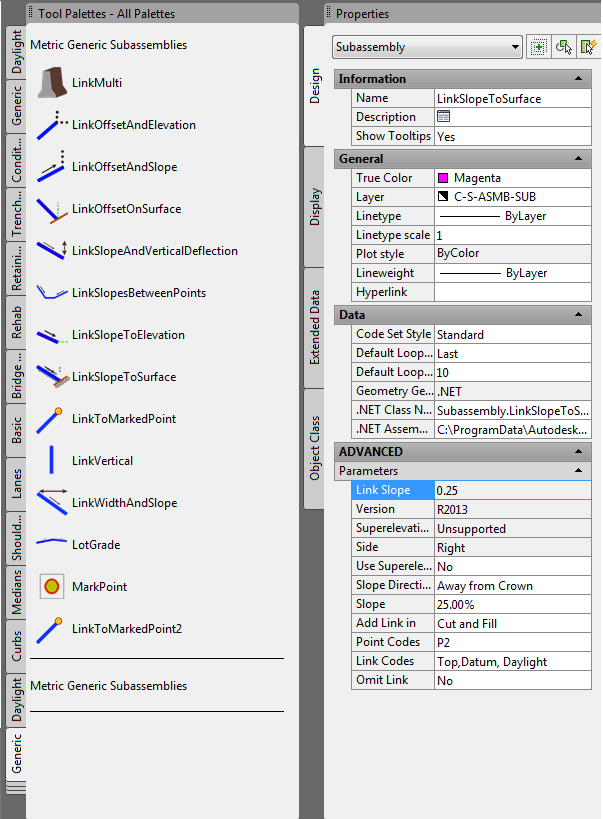 Tool Palettes - All Palettes
Daylight
Generic
Condit...
Trench...
Retaini...
Rehab
Bridge ...
Basic
Lanes
Should...
Medians
Curbs
Daylight
Generic
Metric Generic Subassemblies
LinkMulti
LinkOffsetAndElevation
LinkOffsetAndSlope
LinkOffsetOnSurface
LinkSlopeAndVerticalDeflection
LinkSlopesBetweenPoints
LinkSlopeToElevation
LinkSlopeToSurface
LinkToMarkedPoint
LinkVertical
LinkWidthAndSlope
LotGrade
MarkPoint
LinkToMarkedPoint2
Metric Generic Subassemblies
Properties
Design
Display
Extended Data
Object Class
Subassembly
Information
Name LinkSlopeToSurface
Description
Show Tooltips Yes
General
True Color Magenta
Layer C-S-ASMB-SUB
Linetype ByLayer
Linetype scale 1
Plot style ByColor
Lineweight ByLayer
Hyperlink
Data
Code Set Style Standard
Default Loop... Last
Default Loop... 10
Geometry Ge... .NET
.NET Class N... Subassembly.LinkSlopeToS...
.NET Assem... C:\ProgramData\Autodesk...
ADVANCED
Parameters
Link Slope 0.25
Version R2013
Superelevati... Unsupported
Side Right
Use Superele... No
Slope Directi... Away from Crown
Slope 25.00%
Add Link in Cut and Fill
Point Codes P2
Link Codes Top,Datum, Daylight
Omit Link No